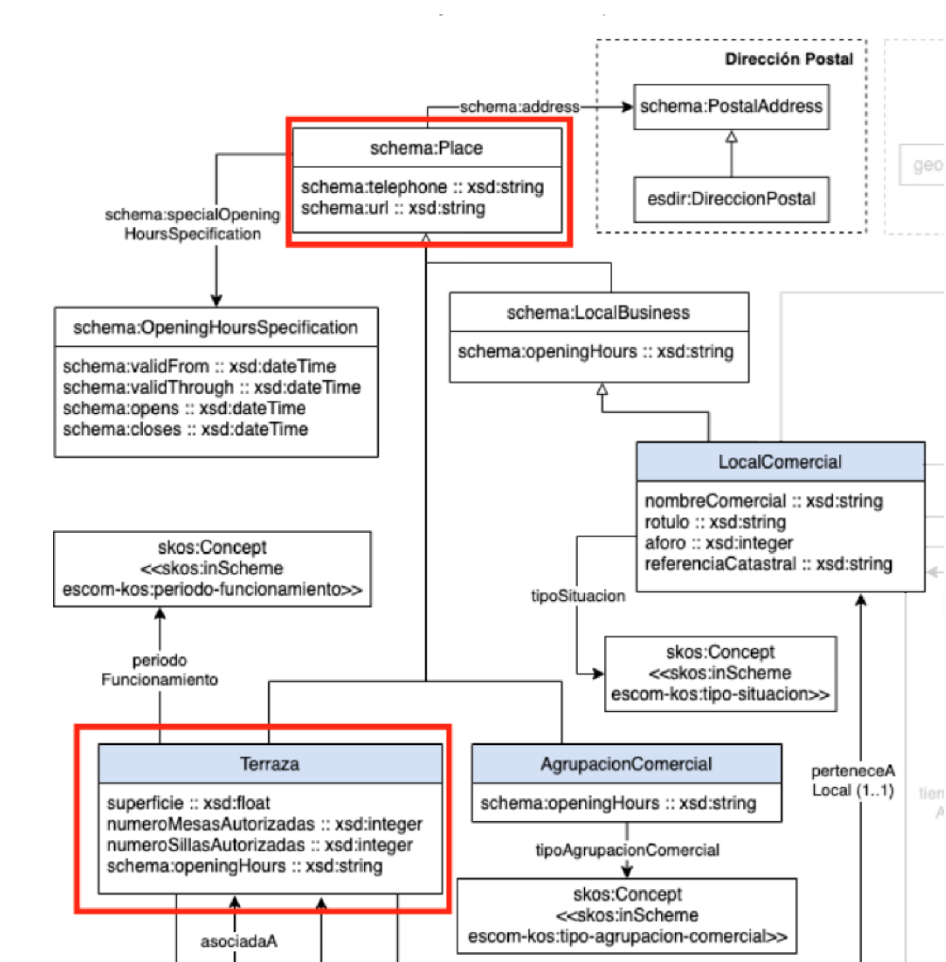 Dirección Postal
schema:address
schema:PostalAddress
esdir:DireccionPostal
geo
schema:Place
schema:telephone :: xsd:string
schema:url :: xsd:string
schema:specialOpening
HoursSpecification
schema:OpeningHoursSpecification
schema:validFrom :: xsd:dateTime
schema:validThrough :: xsd:dateTime
schema:opens :: xsd:dateTime
schema:closes :: xsd:dateTime
schema:LocalBusiness
schema:openingHours :: xsd:string
LocalComercial
nombreComercial :: xsd:string
rotulo :: xsd:string
aforo :: xsd:integer
referenciaCatastral :: xsd:string
skos:Concept
<<skos:inScheme
escom-kos:periodo-funcionamiento>>
tipoSituacion
skos:Concept
<<skos:inScheme
escom-kos:tipo-situacion>>
periodo
Funcionamiento
Terraza
superficie :: xsd:float
numeroMesasAutorizadas :: xsd:integer
numeroSillasAutorizadas :: xsd:integer
schema:openingHours :: xsd:string
AgrupacionComercial
schema:openingHours :: xsd:string
perteneceA
Local (1..1)
tien
A
tipoAgrupacionComercial
skos:Concept
<<skos:inScheme
escom-kos:tipo-agrupacion-comercial>>
asociadaA